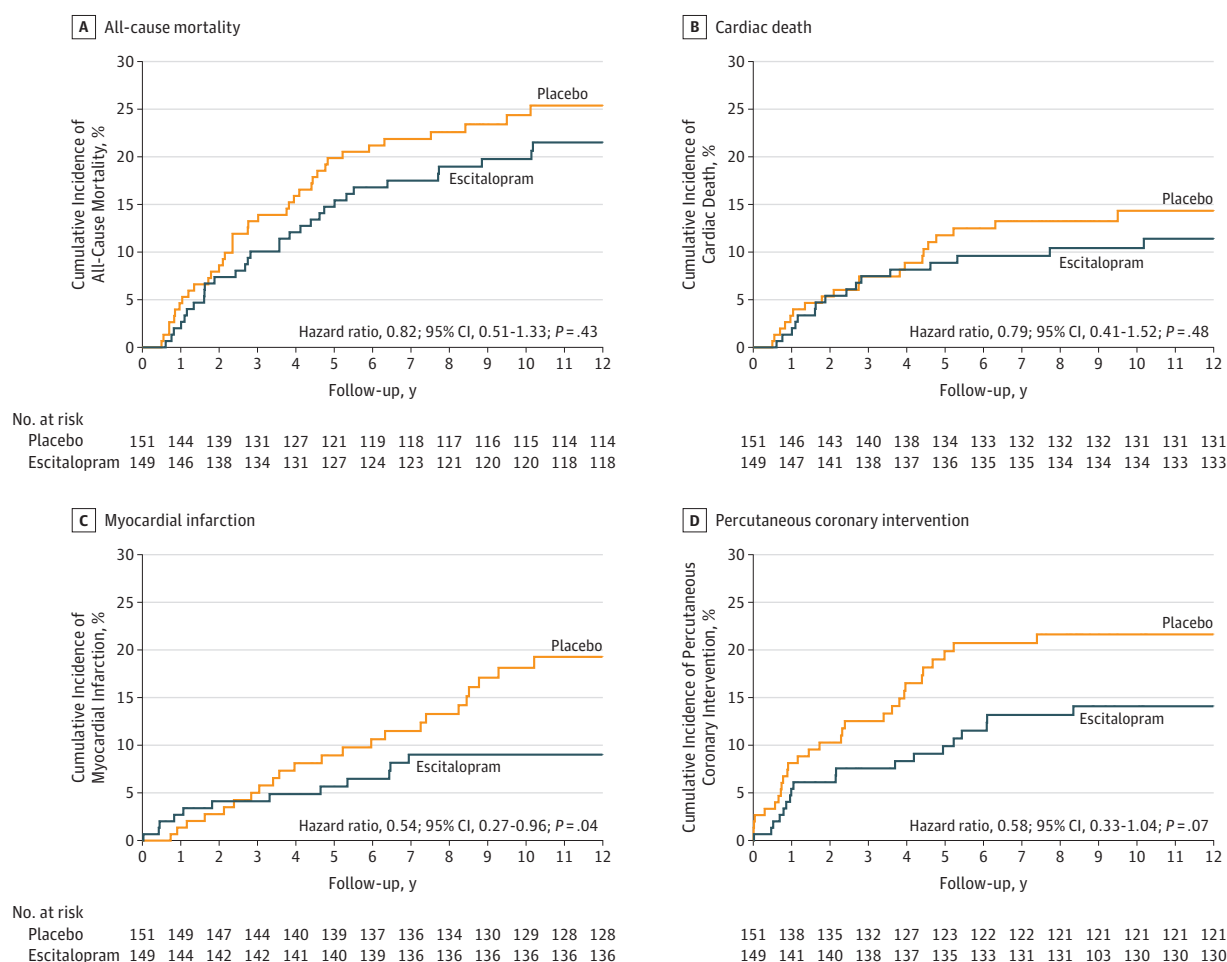 A All-cause mortality
Cumulative Incidence of
All-Cause Mortality, %
30
25
20
15
10
5
0
Placebo
Escitalopram
Hazard ratio, 0.82; 95% CI, 0.51-1.33; P = .43
0 1 2 3 4 5 6 7 8 9 10 11 12
Follow-up, y
No. at risk
Placebo 151 144 139 131 127 121 119 118 117 116 115 114 114
Escitalopram 149 146 138 134 131 127 124 123 121 120 120 118 118
B Cardiac death
Cumulative Incidence of
Cardiac Death, %
30
25
20
15
10
5
0
Placebo
Escitalopram
Hazard ratio, 0.79; 95% CI, 0.41-1.52; P = .48
0 1 2 3 4 5 6 7 8 9 10 11 12
Follow-up, y
151 146 143 140 138 134 133 132 132 132 131 131 131
149 147 141 138 137 136 135 135 134 134 134 133 133
C Myocardial infarction
Cumulative Incidence of
Myocardial Infarction, %
30
25
20
15
10
5
0
Placebo
Escitalopram
Hazard ratio, 0.54; 95% CI, 0.27-0.96; P = .04
0 1 2 3 4 5 6 7 8 9 10 11 12
Follow-up, y
No. at risk
Placebo 151 149 147 144 140 139 137 136 134 130 129 128 128
Escitalopram 149 144 142 142 141 140 139 136 136 136 136 136 136
D Percutaneous coronary intervention
Cumulative Incidence of Percutaneous
Coronary Intervention, %
30
25
20
15
10
5
0
Placebo
Escitalopram
Hazard ratio, 0.58; 95% CI, 0.33-1.04; P = .07
0 1 2 3 4 5 6 7 8 9 10 11 12
Follow-up, y
151 138 135 132 127 123 122 122 121 121 121 121 121
149 141 140 138 137 135 133 131 131 103 130 130 130